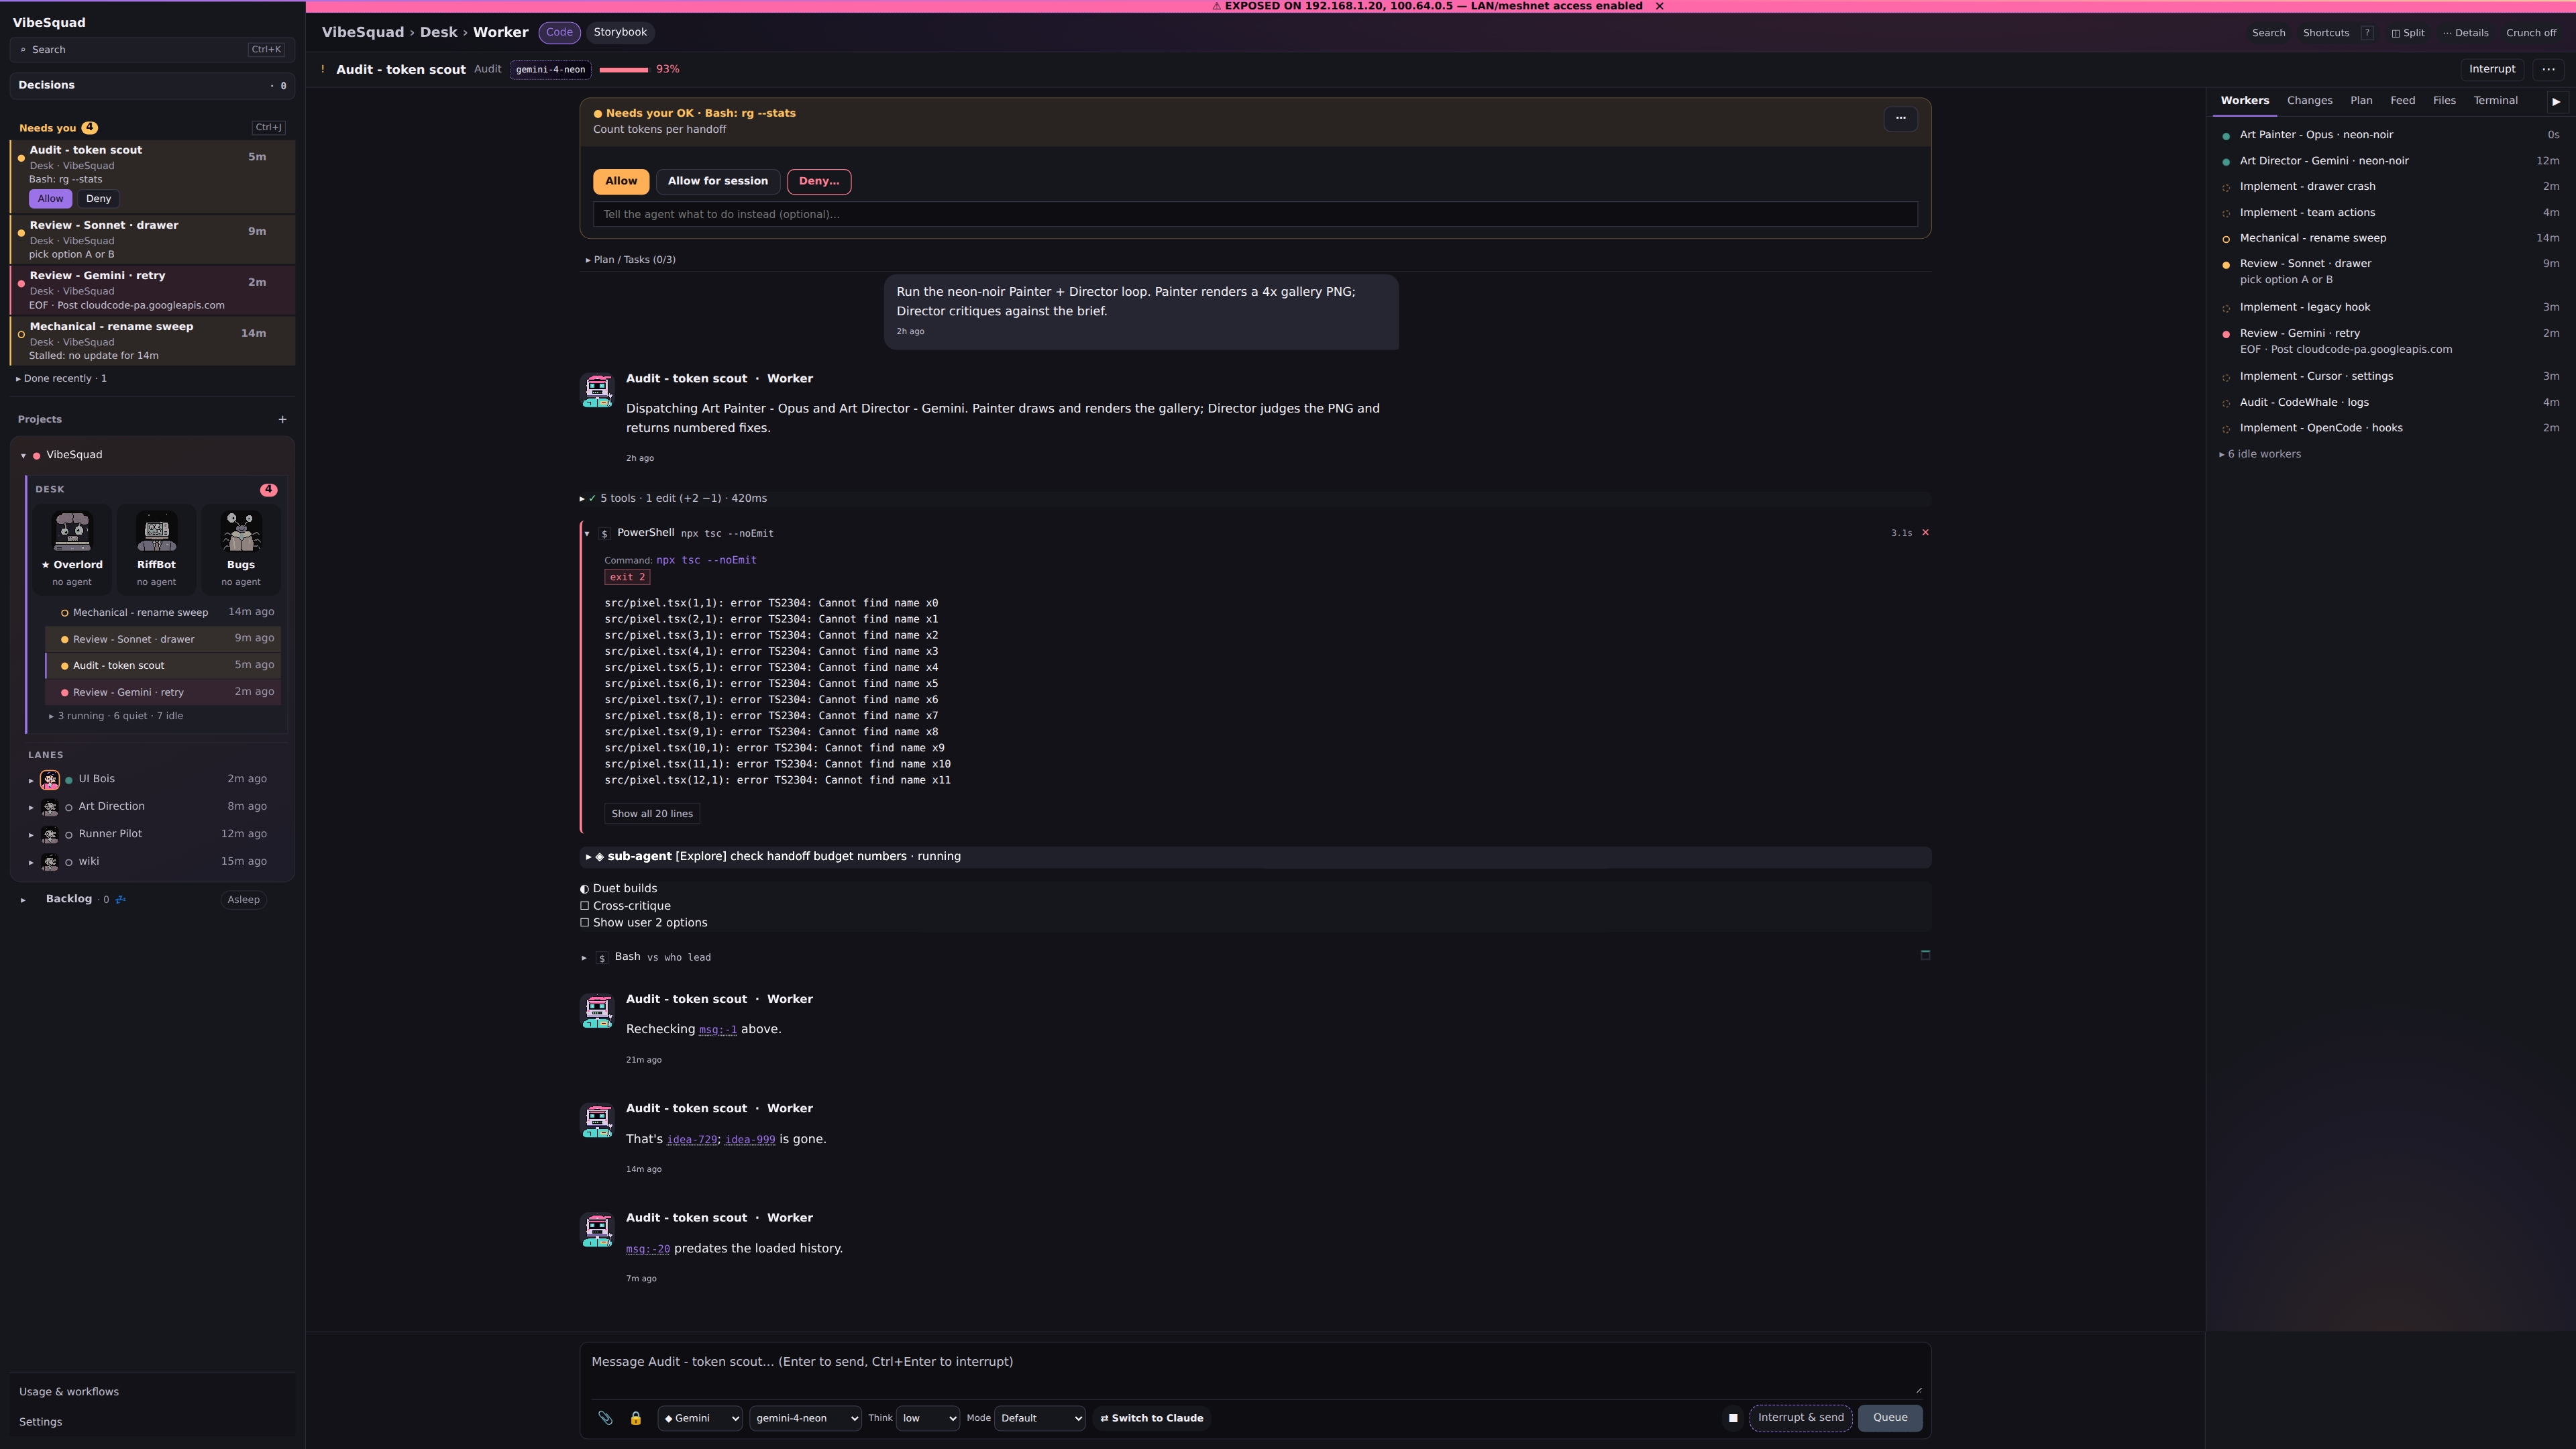 ⚠ EXPOSED ON 192.168.1.20, 100.64.0.5 — LAN/meshnet access enabled ✕
VibeSquad
Search Ctrl+K
Decisions · 0
Needs you 4 Ctrl+J
Audit - token scout 5m
Desk · VibeSquad
Bash: rg --stats
Allow Deny
Review - Sonnet · drawer 9m
Desk · VibeSquad
pick option A or B
Review - Gemini · retry 2m
Desk · VibeSquad
EOF · Post cloudcode-pa.googleapis.com
Mechanical - rename sweep 14m
Desk · VibeSquad
Stalled: no update for 14m
▸ Done recently · 1
Projects +
▾ VibeSquad
DESK 4
★ Overlord RiffBot Bugs
no agent no agent no agent
Mechanical - rename sweep 14m ago
Review - Sonnet · drawer 9m ago
Audit - token scout 5m ago
Review - Gemini · retry 2m ago
▸ 3 running · 6 quiet · 7 idle
LANES
▸ UI Bois 2m ago
▸ Art Direction 8m ago
▸ Runner Pilot 12m ago
▸ wiki 15m ago
▸ Backlog · 0 💤 Asleep
Usage & workflows
Settings
VibeSquad › Desk › Worker Code Storybook
Search Shortcuts ? ◫ Split ⋯ Details Crunch off
! Audit - token scout Audit gemini-4-neon 93%
Interrupt ⋯
● Needs your OK · Bash: rg --stats ⋯
Count tokens per handoff
Allow Allow for session Deny…
Tell the agent what to do instead (optional)…
▸ Plan / Tasks (0/3)
Run the neon-noir Painter + Director loop. Painter renders a 4x gallery PNG;
Director critiques against the brief.
2h ago
Audit - token scout · Worker
Dispatching Art Painter - Opus and Art Director - Gemini. Painter draws and renders the gallery; Director judges the PNG and
returns numbered fixes.
2h ago
▸ ✓ 5 tools · 1 edit (+2 −1) · 420ms
▾ $ PowerShell npx tsc --noEmit 3.1s ✕
Command: npx tsc --noEmit
exit 2
src/pixel.tsx(1,1): error TS2304: Cannot find name x0
src/pixel.tsx(2,1): error TS2304: Cannot find name x1
src/pixel.tsx(3,1): error TS2304: Cannot find name x2
src/pixel.tsx(4,1): error TS2304: Cannot find name x3
src/pixel.tsx(5,1): error TS2304: Cannot find name x4
src/pixel.tsx(6,1): error TS2304: Cannot find name x5
src/pixel.tsx(7,1): error TS2304: Cannot find name x6
src/pixel.tsx(8,1): error TS2304: Cannot find name x7
src/pixel.tsx(9,1): error TS2304: Cannot find name x8
src/pixel.tsx(10,1): error TS2304: Cannot find name x9
src/pixel.tsx(11,1): error TS2304: Cannot find name x10
src/pixel.tsx(12,1): error TS2304: Cannot find name x11
Show all 20 lines
▸ ◈ sub-agent [Explore] check handoff budget numbers · running
◐ Duet builds
☐ Cross-critique
☐ Show user 2 options
▸ $ Bash vs who lead
Audit - token scout · Worker
Rechecking msg:-1 above.
21m ago
Audit - token scout · Worker
That's idea-729; idea-999 is gone.
14m ago
Audit - token scout · Worker
msg:-20 predates the loaded history.
7m ago
Message Audit - token scout… (Enter to send, Ctrl+Enter to interrupt)
📎 🔒 ◆ Gemini gemini-4-neon Think low Mode Default ⇄ Switch to Claude
■ Interrupt & send Queue
Workers Changes Plan Feed Files Terminal ▶
Art Painter - Opus · neon-noir 0s
Art Director - Gemini · neon-noir 12m
Implement - drawer crash 2m
Implement - team actions 4m
Mechanical - rename sweep 14m
Review - Sonnet · drawer 9m
pick option A or B
Implement - legacy hook 3m
Review - Gemini · retry 2m
EOF · Post cloudcode-pa.googleapis.com
Implement - Cursor · settings 3m
Audit - CodeWhale · logs 4m
Implement - OpenCode · hooks 2m
▸ 6 idle workers